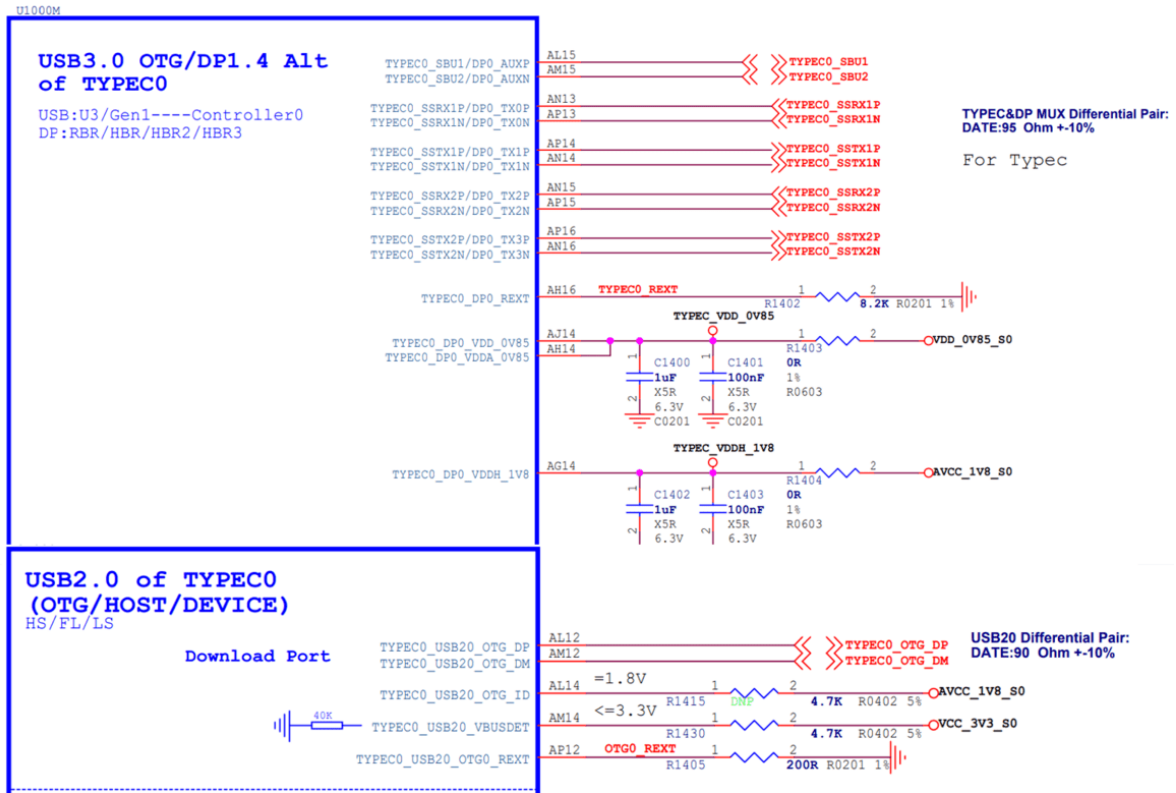 U1000M
USB3.0 OTG/DP1.4 Alt
of TYPEC0
USB:U3/Gen1----Controller0
DP:RBR/HBR/HBR2/HBR3
TYPEC0_SBU1/DP0_AUXP AL15 TYPEC0_SBU1
TYPEC0_SBU2/DP0_AUXN AM15 TYPEC0_SBU2
TYPEC0_SSRX1P/DP0_TX0P AN13 TYPEC0_SSRX1P
TYPEC0_SSRX1N/DP0_TX0N AP13 TYPEC0_SSRX1N
TYPEC&DP MUX Differential Pair:
DATE:95 Ohm +-10%
For Typec
TYPEC0_SSTX1P/DP0_TX1P AP14 TYPEC0_SSTX1P
TYPEC0_SSTX1N/DP0_TX1N AN14 TYPEC0_SSTX1N
TYPEC0_SSRX2P/DP0_TX2P AN15 TYPEC0_SSRX2P
TYPEC0_SSRX2N/DP0_TX2N AP15 TYPEC0_SSRX2N
TYPEC0_SSTX2P/DP0_TX3P AP16 TYPEC0_SSTX2P
TYPEC0_SSTX2N/DP0_TX3N AN16 TYPEC0_SSTX2N
TYPEC0_DP0_REXT AH16 TYPEC0_REXT 1 2
R1402 8.2K R0201 1%
TYPEC_VDD_0V85
TYPEC0_DP0_VDD_0V85 AJ14 1 2 VDD_0V85_S0
TYPEC0_DP0_VDDA_0V85 AH14
R1403
0R
1%
R0603
1 C1400 1 C1401
1uF 100nF
X5R X5R
2 6.3V 2 6.3V
C0201 C0201
TYPEC_VDDH_1V8
TYPEC0_DP0_VDDH_1V8 AG14 1 2 AVCC_1V8_S0
R1404
0R
1%
R0603
1 C1402 1 C1403
1uF 100nF
X5R X5R
2 6.3V 2 6.3V
USB2.0 of TYPEC0
(OTG/HOST/DEVICE)
HS/FL/LS
Download Port
TYPEC0_USB20_OTG_DP AL12 TYPEC0_OTG_DP
TYPEC0_USB20_OTG_DM AM12 TYPEC0_OTG_DM
USB20 Differential Pair:
DATE:90 Ohm +-10%
TYPEC0_USB20_OTG_ID AL14 =1.8V 1 2 AVCC_1V8_S0
R1415 DNP 4.7K R0402 5%
40K TYPEC0_USB20_VBUSDET AM14 <=3.3V 1 2 VCC_3V3_S0
R1430 4.7K R0402 5%
TYPEC0_USB20_OTG0_REXT AP12 OTG0_REXT 1 2
R1405 200R R0201 1%